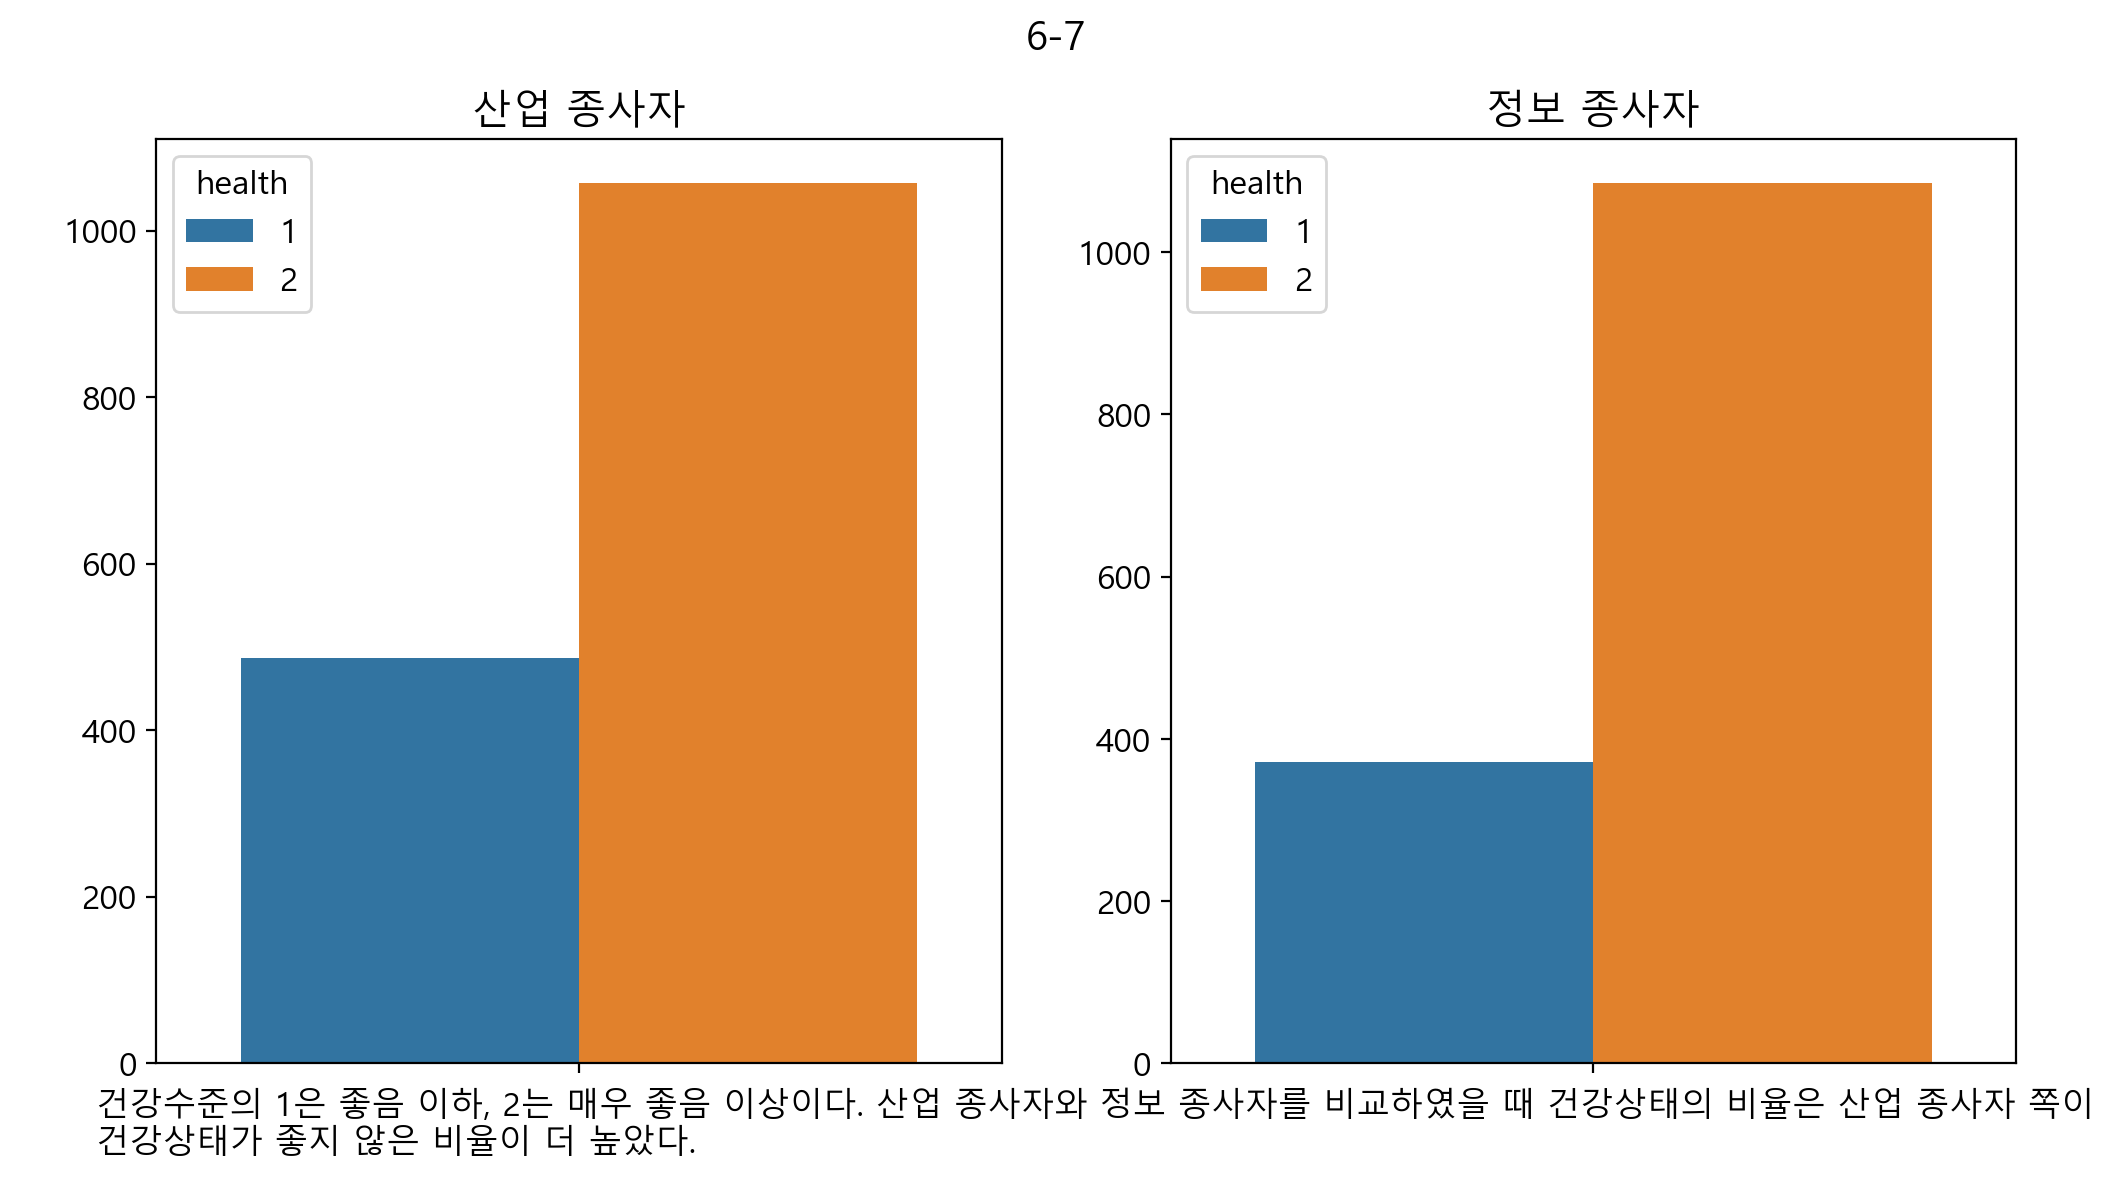 6-7
산업 종사자
health
1
2
1000
800
600
400
200
0
정보 종사자
health
1
2
1000
800
600
400
200
0
건강수준의 1은 좋음 이하, 2는 매우 좋음 이상이다. 산업 종사자와 정보 종사자를 비교하였을 때 건강상태의 비율은 산업 종사자 쪽이
건강상태가 좋지 않은 비율이 더 높았다.